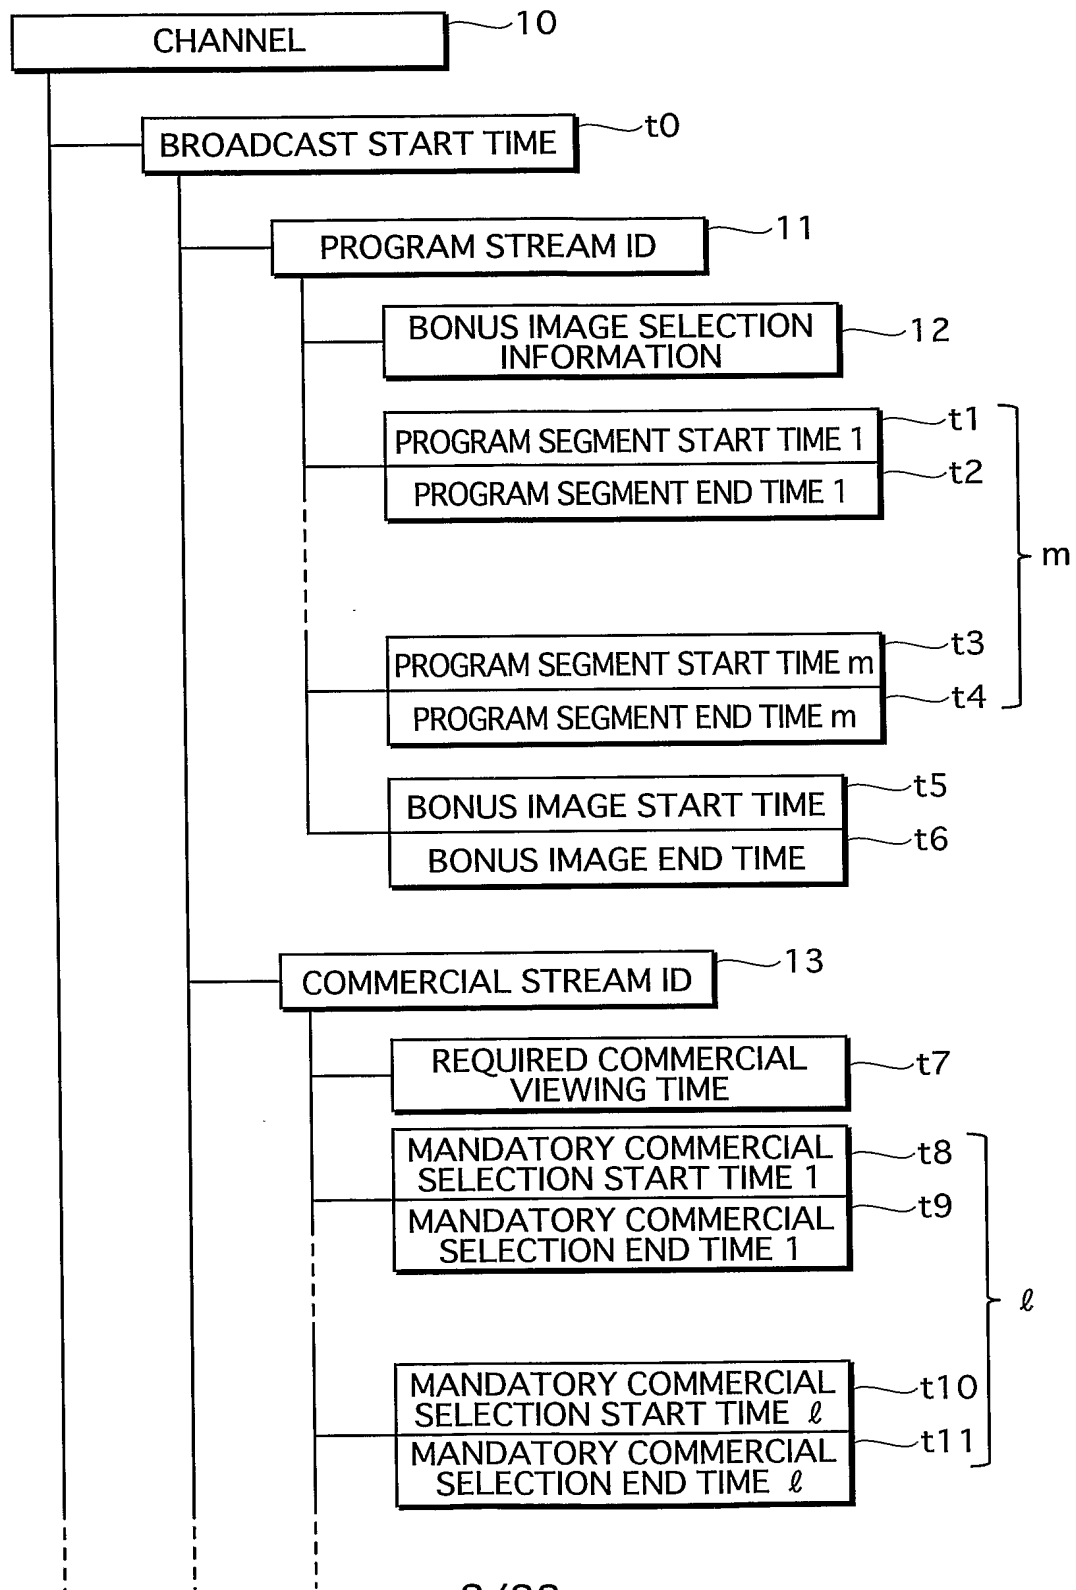 CHANNEL
10
BROADCAST START TIME
t0
PROGRAM STREAM ID
11
BONUS IMAGE SELECTION
INFORMATION
12
PROGRAM SEGMENT START TIME 1
t1
PROGRAM SEGMENT END TIME 1
t2
m
PROGRAM SEGMENT START TIME m
t3
PROGRAM SEGMENT END TIME m
t4
BONUS IMAGE START TIME
t5
BONUS IMAGE END TIME
t6
COMMERCIAL STREAM ID
13
REQUIRED COMMERCIAL
VIEWING TIME
t7
MANDATORY COMMERCIAL
SELECTION START TIME 1
t8
MANDATORY COMMERCIAL
SELECTION END TIME 1
t9
ℓ
MANDATORY COMMERCIAL
SELECTION START TIME ℓ
t10
MANDATORY COMMERCIAL
SELECTION END TIME ℓ
t11